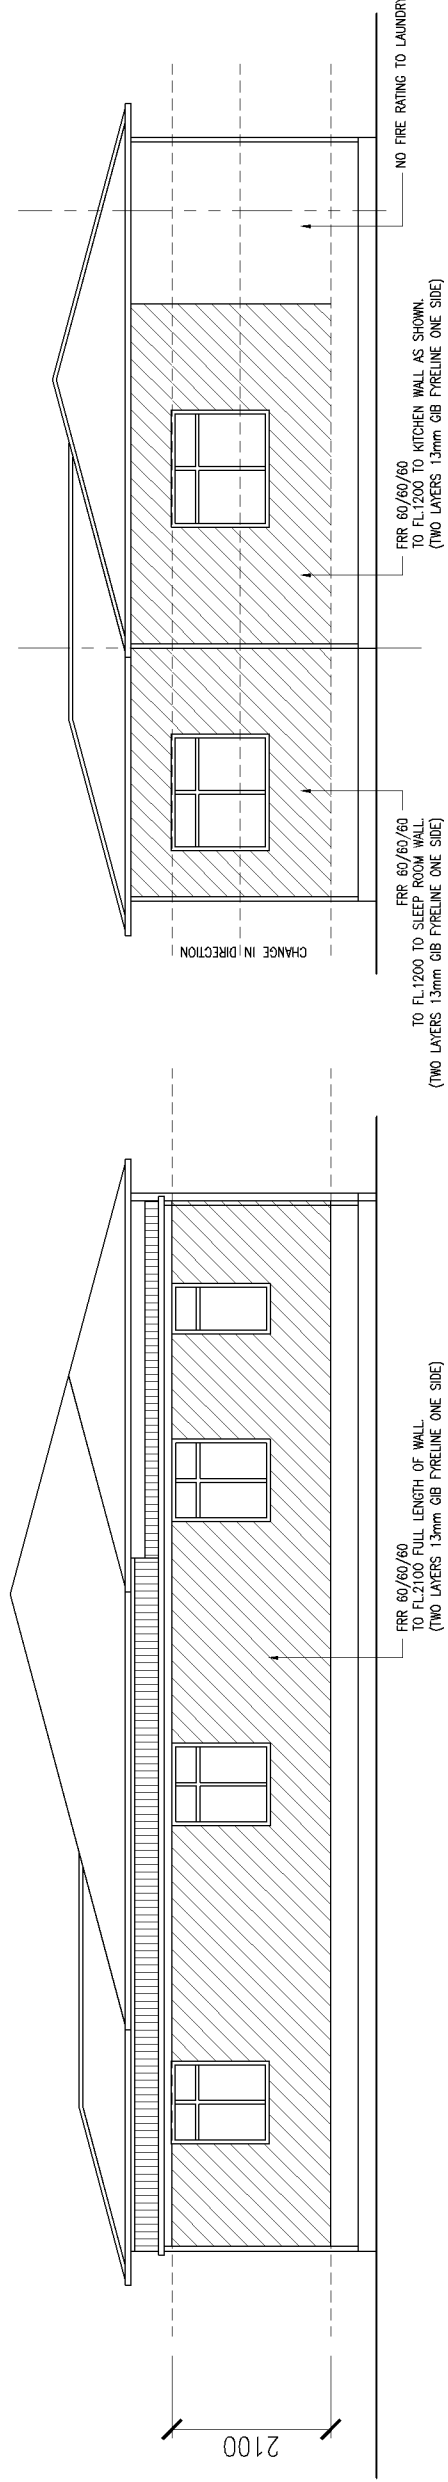 NO FIRE RATING TO LAUNDRY
FRR 60/60/60
TO FL.1200 TO KITCHEN WALL AS SHOWN.
(TWO LAYERS 13mm GIB FYRELINE ONE SIDE)
FRR 60/60/60
TO FL.1200 TO SLEEP ROOM WALL.
(TWO LAYERS 13mm GIB FYRELINE ONE SIDE)
CHANGE IN DIRECTION
FRR 60/60/60
TO FL.2100 FULL LENGTH OF WALL.
(TWO LAYERS 13mm GIB FYRELINE ONE SIDE)
2100